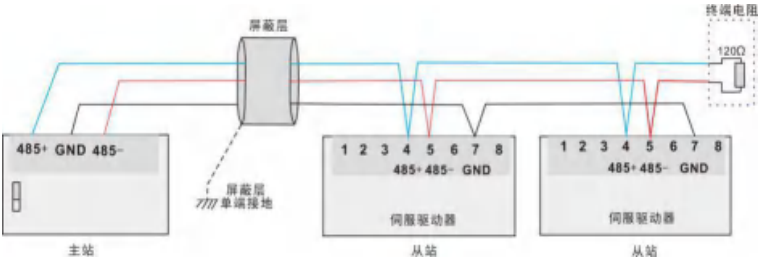 终端电阻
屏蔽层
120Ω
485+ GND 485-
1 2 3 4 5 6 7 8
485+ 485- GND
1 2 3 4 5 6 7 8
485+ 485- GND
屏蔽层
单端接地
伺服驱动器
伺服驱动器
主站
从站
从站